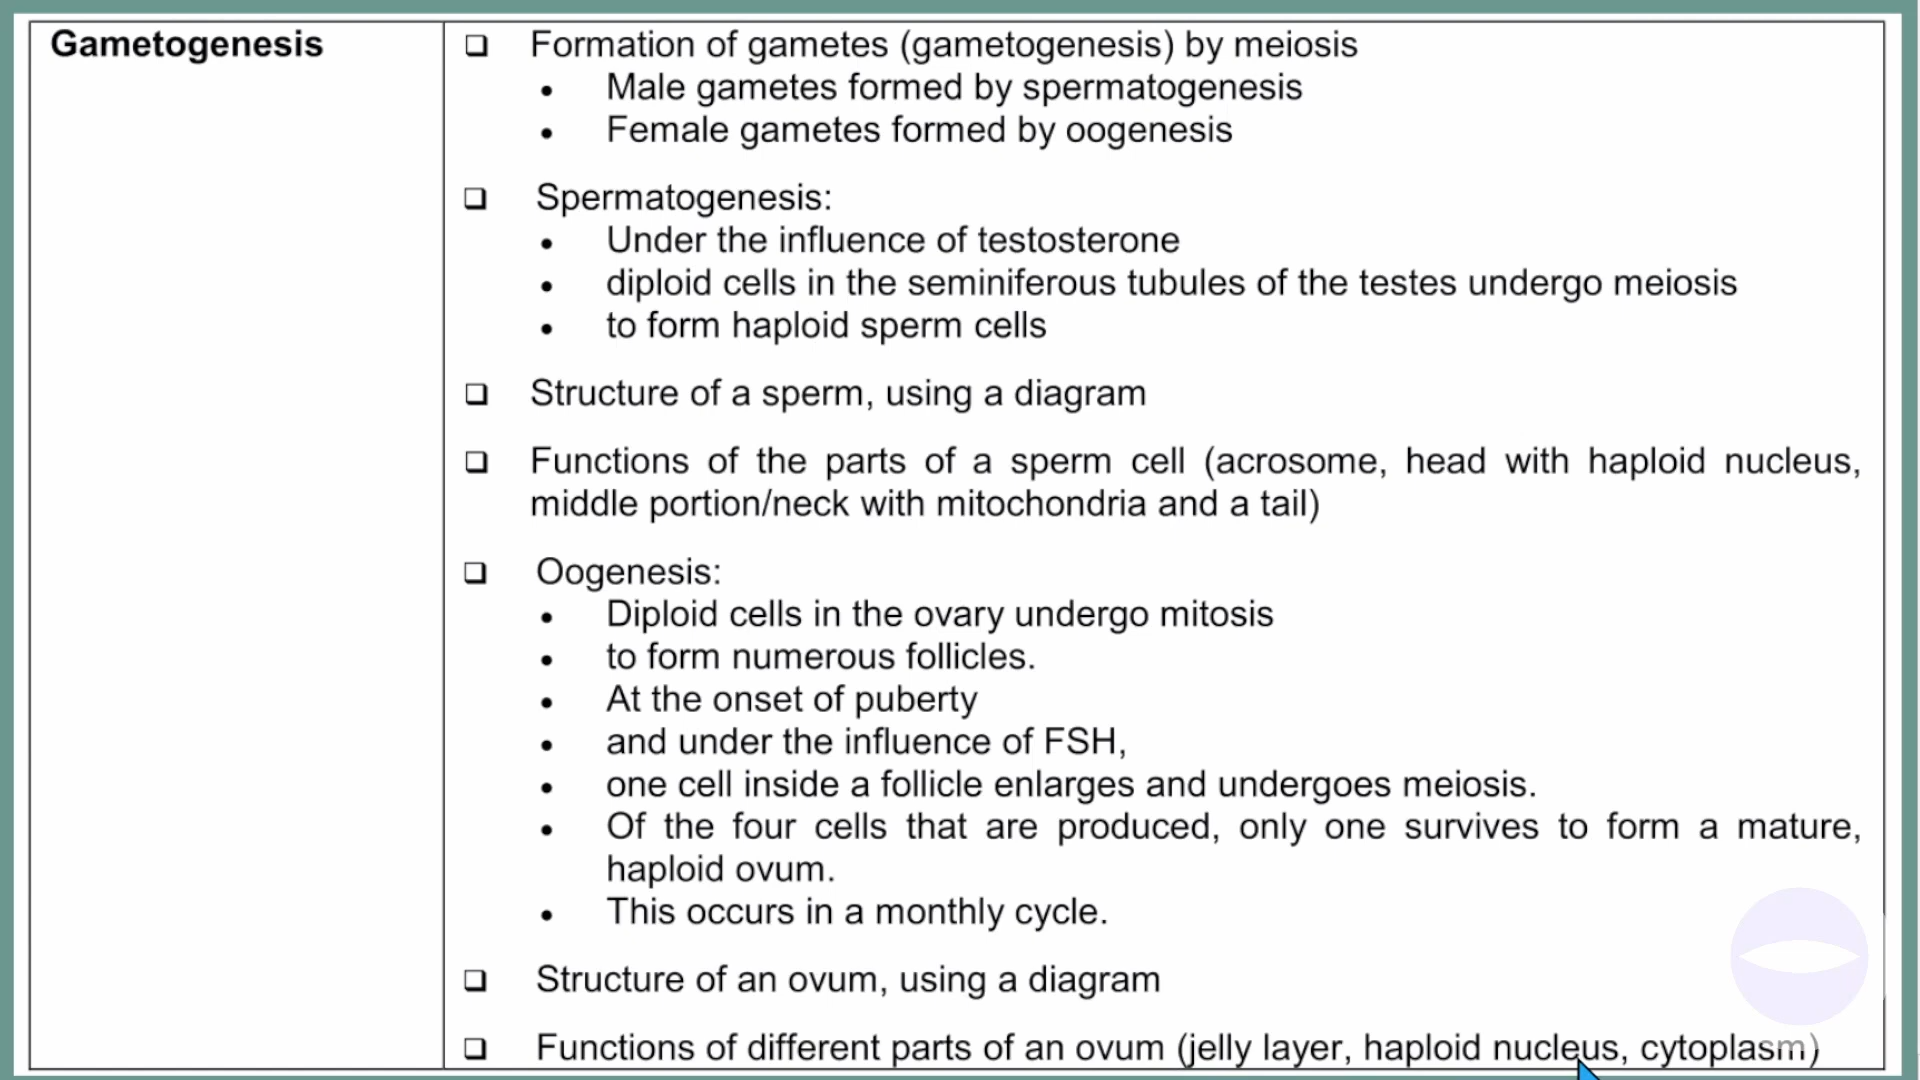 Gametogenesis
❑ Formation of gametes (gametogenesis) by meiosis
• Male gametes formed by spermatogenesis
• Female gametes formed by oogenesis
❑ Spermatogenesis:
• Under the influence of testosterone
• diploid cells in the seminiferous tubules of the testes undergo meiosis
• to form haploid sperm cells
❑ Structure of a sperm, using a diagram
❑ Functions of the parts of a sperm cell (acrosome, head with haploid nucleus,
middle portion/neck with mitochondria and a tail)
❑ Oogenesis:
• Diploid cells in the ovary undergo mitosis
• to form numerous follicles.
• At the onset of puberty
• and under the influence of FSH,
• one cell inside a follicle enlarges and undergoes meiosis.
• Of the four cells that are produced, only one survives to form a mature,
haploid ovum.
• This occurs in a monthly cycle.
❑ Structure of an ovum, using a diagram
❑ Functions of different parts of an ovum (jelly layer, haploid nucleus, cytoplasm)